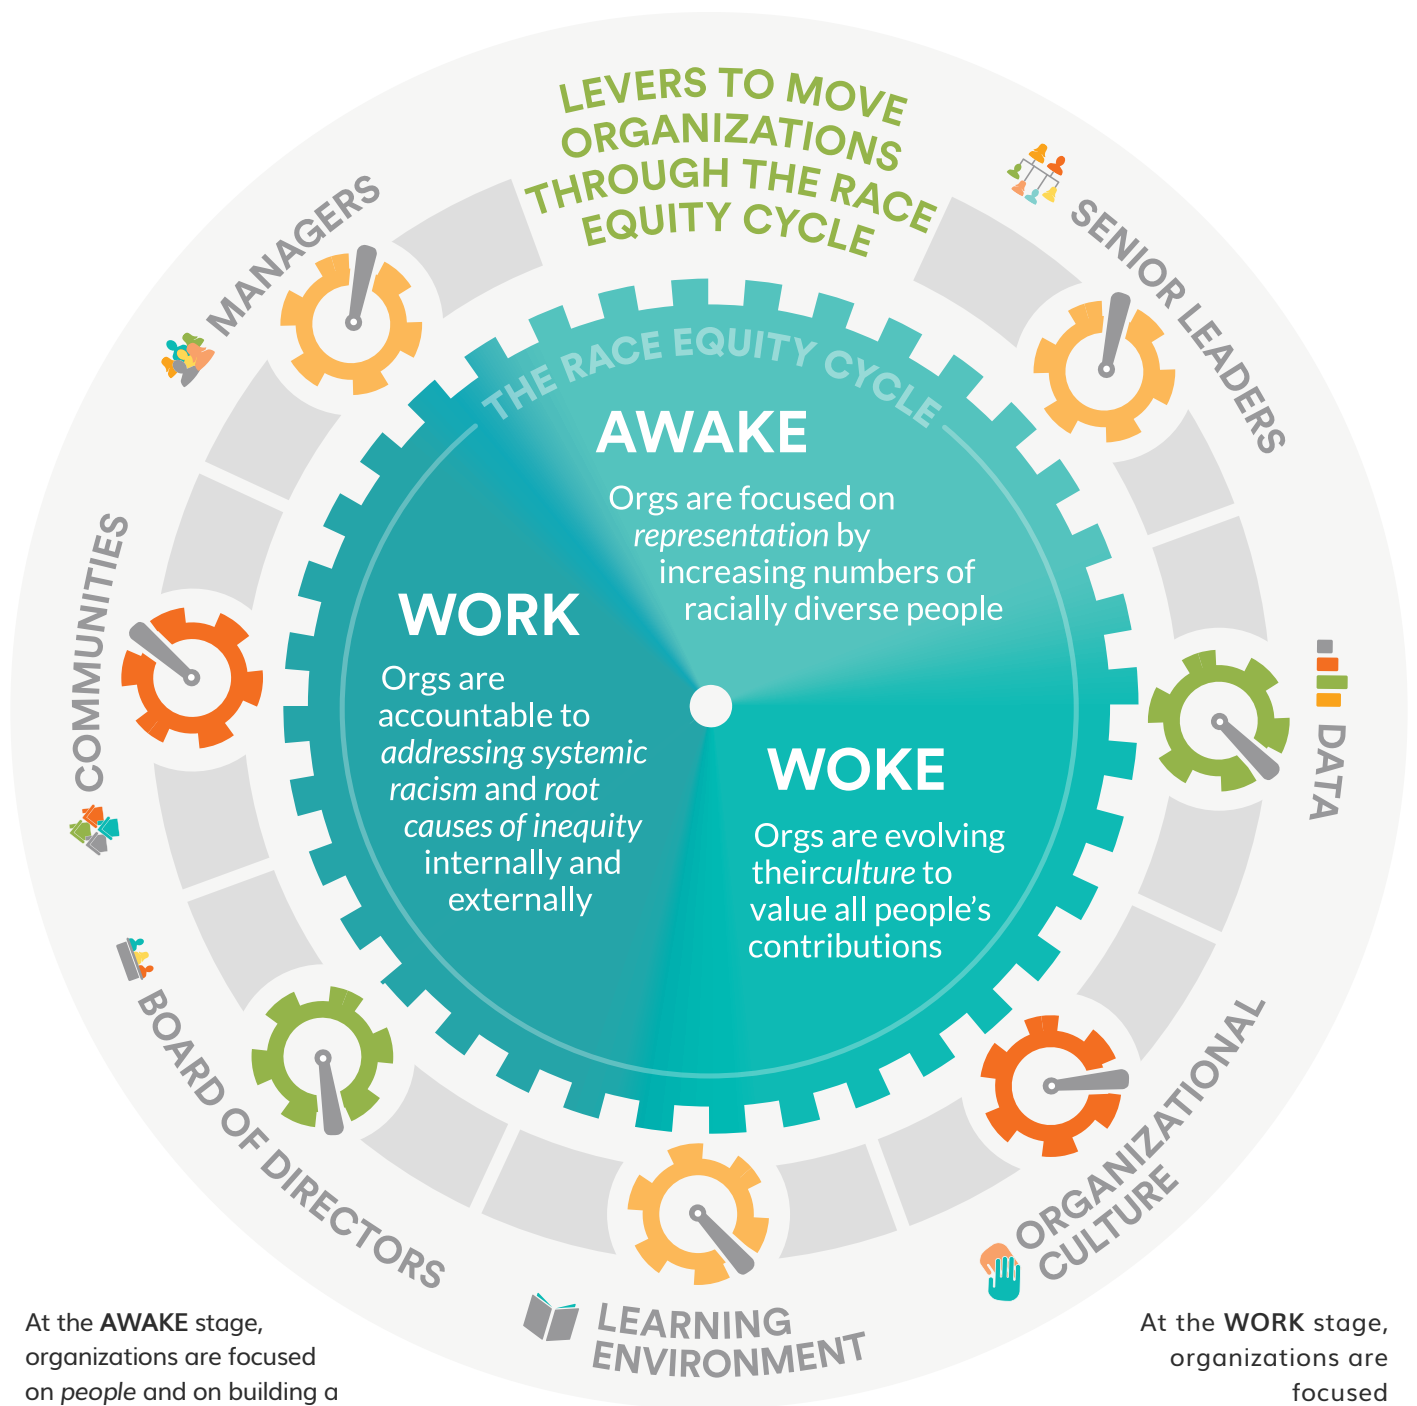 LEVERS TO MOVE
ORGANIZATIONS
THROUGH THE RACE
EQUITY CYCLE
MANAGERS
SENIOR LEADERS
THE RACE EQUITY CYCLE
AWAKE
Orgs are focused on
representation by
increasing numbers of
racially diverse people
WORK
Orgs are
accountable to
addressing systemic
racism and root
causes of inequity
internally and
externally
WOKE
Orgs are evolving
theirculture to
value all people’s
contributions
COMMUNITIES
DATA
BOARD OF DIRECTORS
ORGANIZATIONAL
CULTURE
LEARNING
ENVIRONMENT
At the AWAKE stage,
organizations are focused
on people and on building a
At the WORK stage,
organizations are
focused